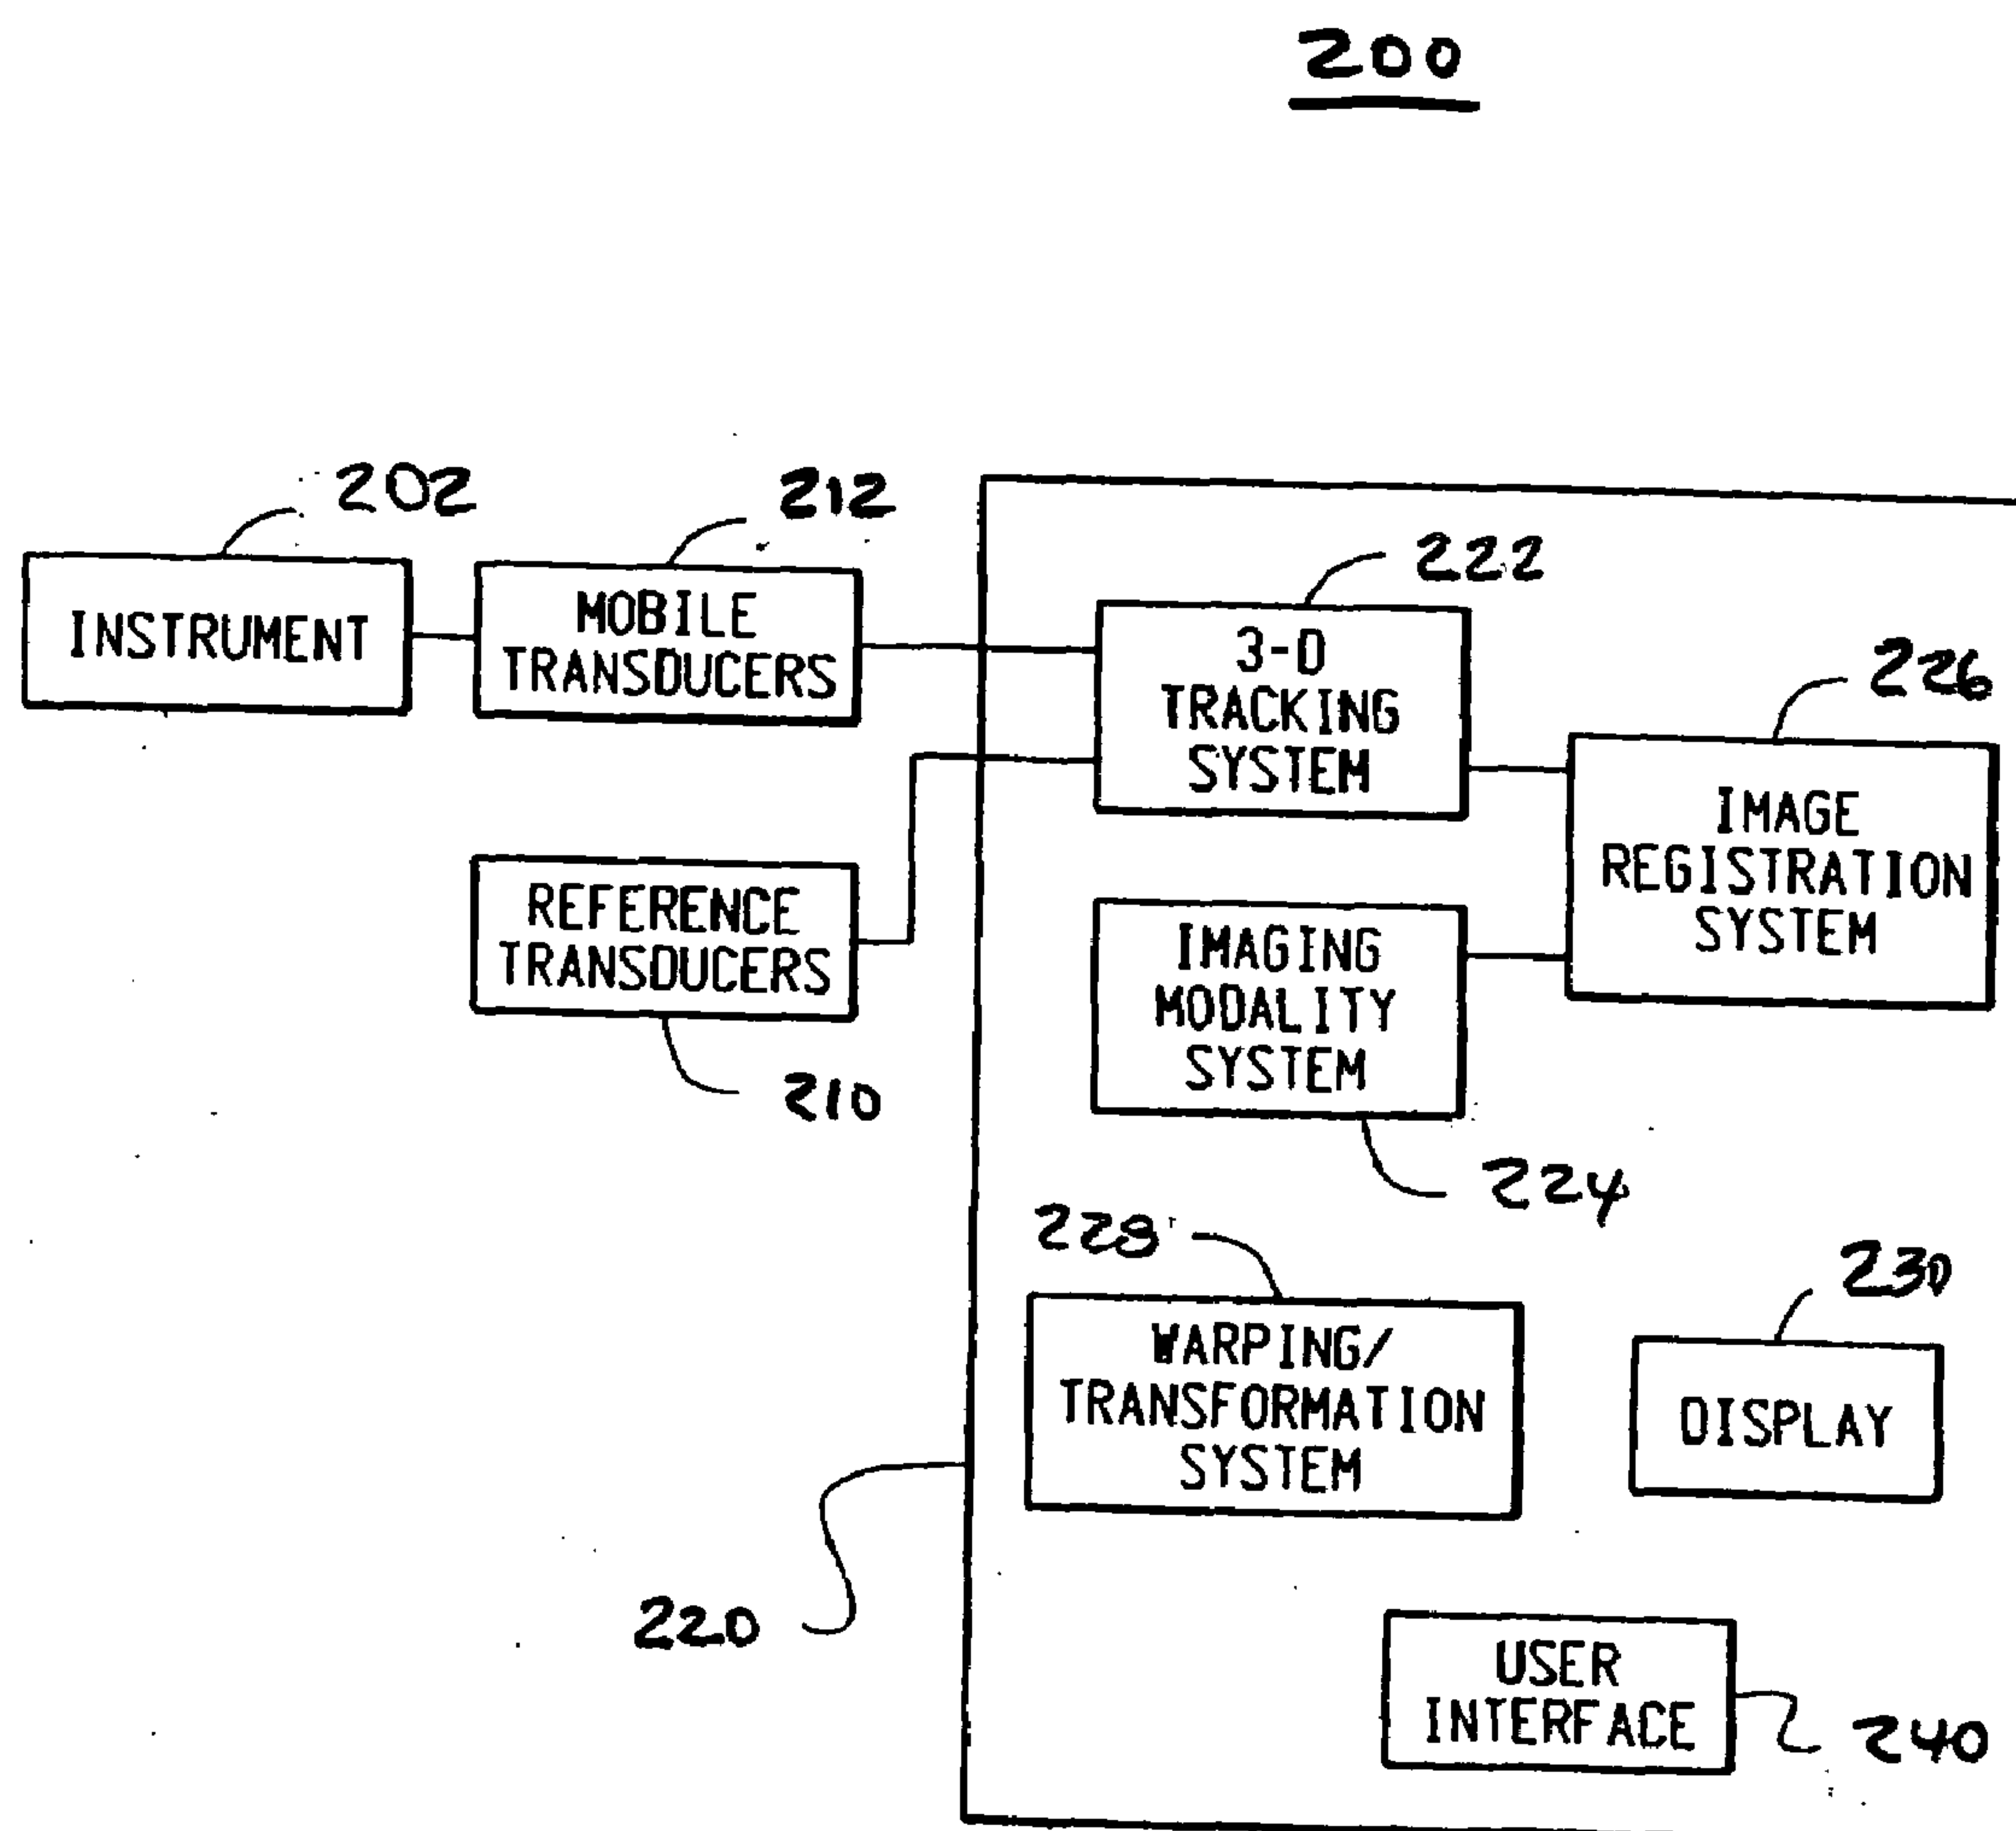 200
202
212
222
INSTRUMENT
MOBILE
TRANSDUCERS
3-D
TRACKING
SYSTEM
226
IMAGE
REGISTRATION
SYSTEM
REFERENCE
TRANSDUCERS
IMAGING
MODALITY
SYSTEM
210
224
228
230
WARPING/
TRANSFORMATION
SYSTEM
DISPLAY
220
USER
INTERFACE
240